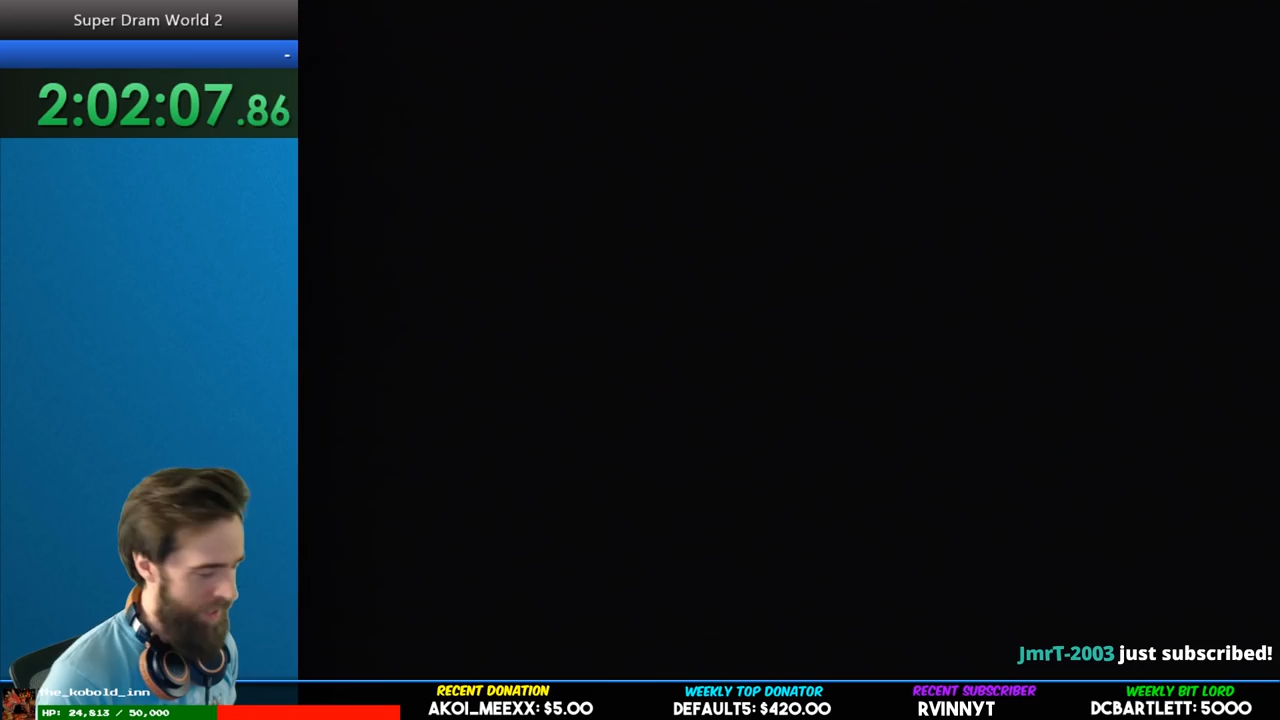 Super Dram World 2
-
2:02:07.86
JmrT-2003 just subscribed!
The_kobold_inn
HP: 24,813 / 50,000
RECENT DONATION
AKOI_MEEXX: $5.00
WEEKLY TOP DONATOR
DEFAULT5: $420.00
RECENT SUBSCRIBER
RVINNYT
WEEKLY BIT LORD
DCBARTLETT: 5000